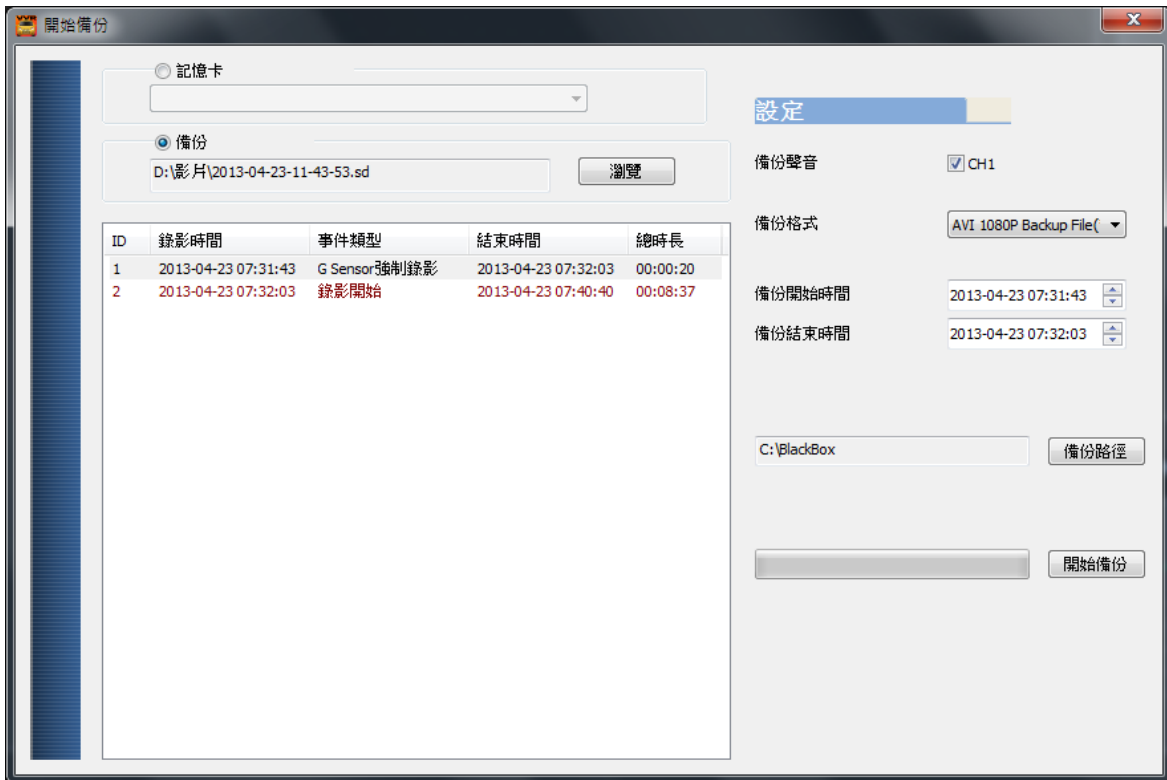 開始備份
記憶卡
備份
D:\影片\2013-04-23-11-43-53.sd
瀏覽
ID 錄影時間 事件類型 結束時間 總時長
1 2013-04-23 07:31:43 G Sensor強制錄影 2013-04-23 07:32:03 00:00:20
2 2013-04-23 07:32:03 錄影開始 2013-04-23 07:40:40 00:08:37
設定
備份聲音 CH1
備份格式 AVI 1080P Backup File(
備份開始時間 2013-04-23 07:31:43
備份結束時間 2013-04-23 07:32:03
C:\BlackBox 備份路徑
開始備份